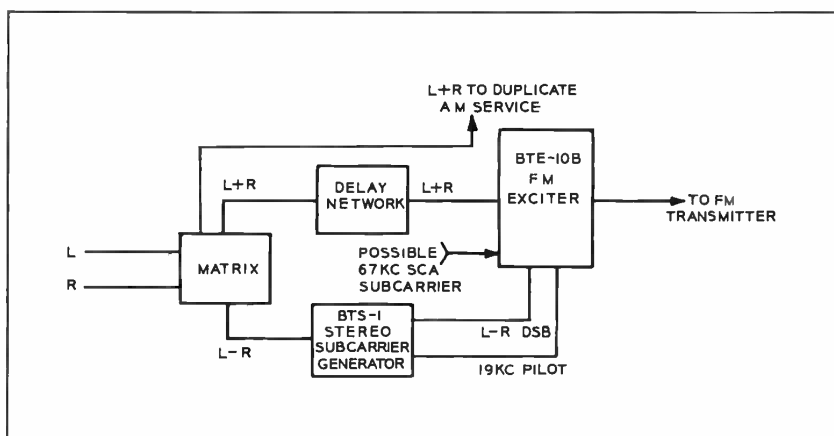 L+R TO DUPLICATE
AM SERVICE
BTE-10B
FM
EXCITER
L+R
DELAY
NETWORK
L+R
TO FM
TRANSMITTER
L
R
MATRIX
POSSIBLE
67KC SCA
SUBCARRIER
BTS-1
STEREO
SUBCARRIER
GENERATOR
L-R
L-R DSB
19KC PILOT